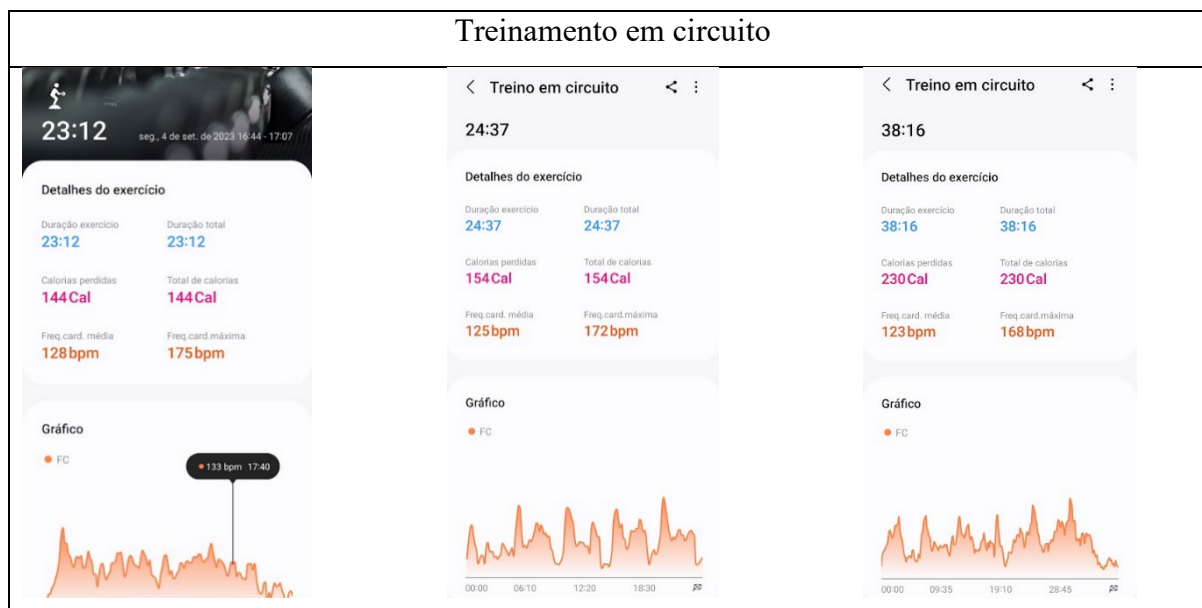 Treinamento em circuito
23:12
seg., 4 de set. de 2023 16:44 - 17:07
Detalhes do exercício
Duração exercício Duração total
23:12 23:12
Calorias perdidas Total de calorias
144 Cal 144 Cal
Freq.card. média Freq.card.máxima
128 bpm 175 bpm
Gráfico
FC
133 bpm 17:40
Treino em circuito
24:37
Detalhes do exercício
Duração exercício Duração total
24:37 24:37
Calorias perdidas Total de calorias
154 Cal 154 Cal
Freq.card. média Freq.card.máxima
125 bpm 172 bpm
Gráfico
FC
00:00 06:10 12:20 18:30
Treino em circuito
38:16
Detalhes do exercício
Duração exercício Duração total
38:16 38:16
Calorias perdidas Total de calorias
230 Cal 230 Cal
Freq.card. média Freq.card.máxima
123 bpm 168 bpm
Gráfico
FC
00:00 09:35 19:10 28:45